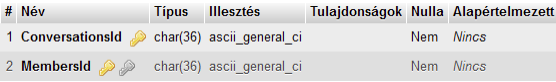 # Név Típus Illesztés Tulajdonságok Nulla Alapértelmezett
1 ConversationsId char(36) ascii_general_ci Nem Nincs
2 MembersId char(36) ascii_general_ci Nem Nincs